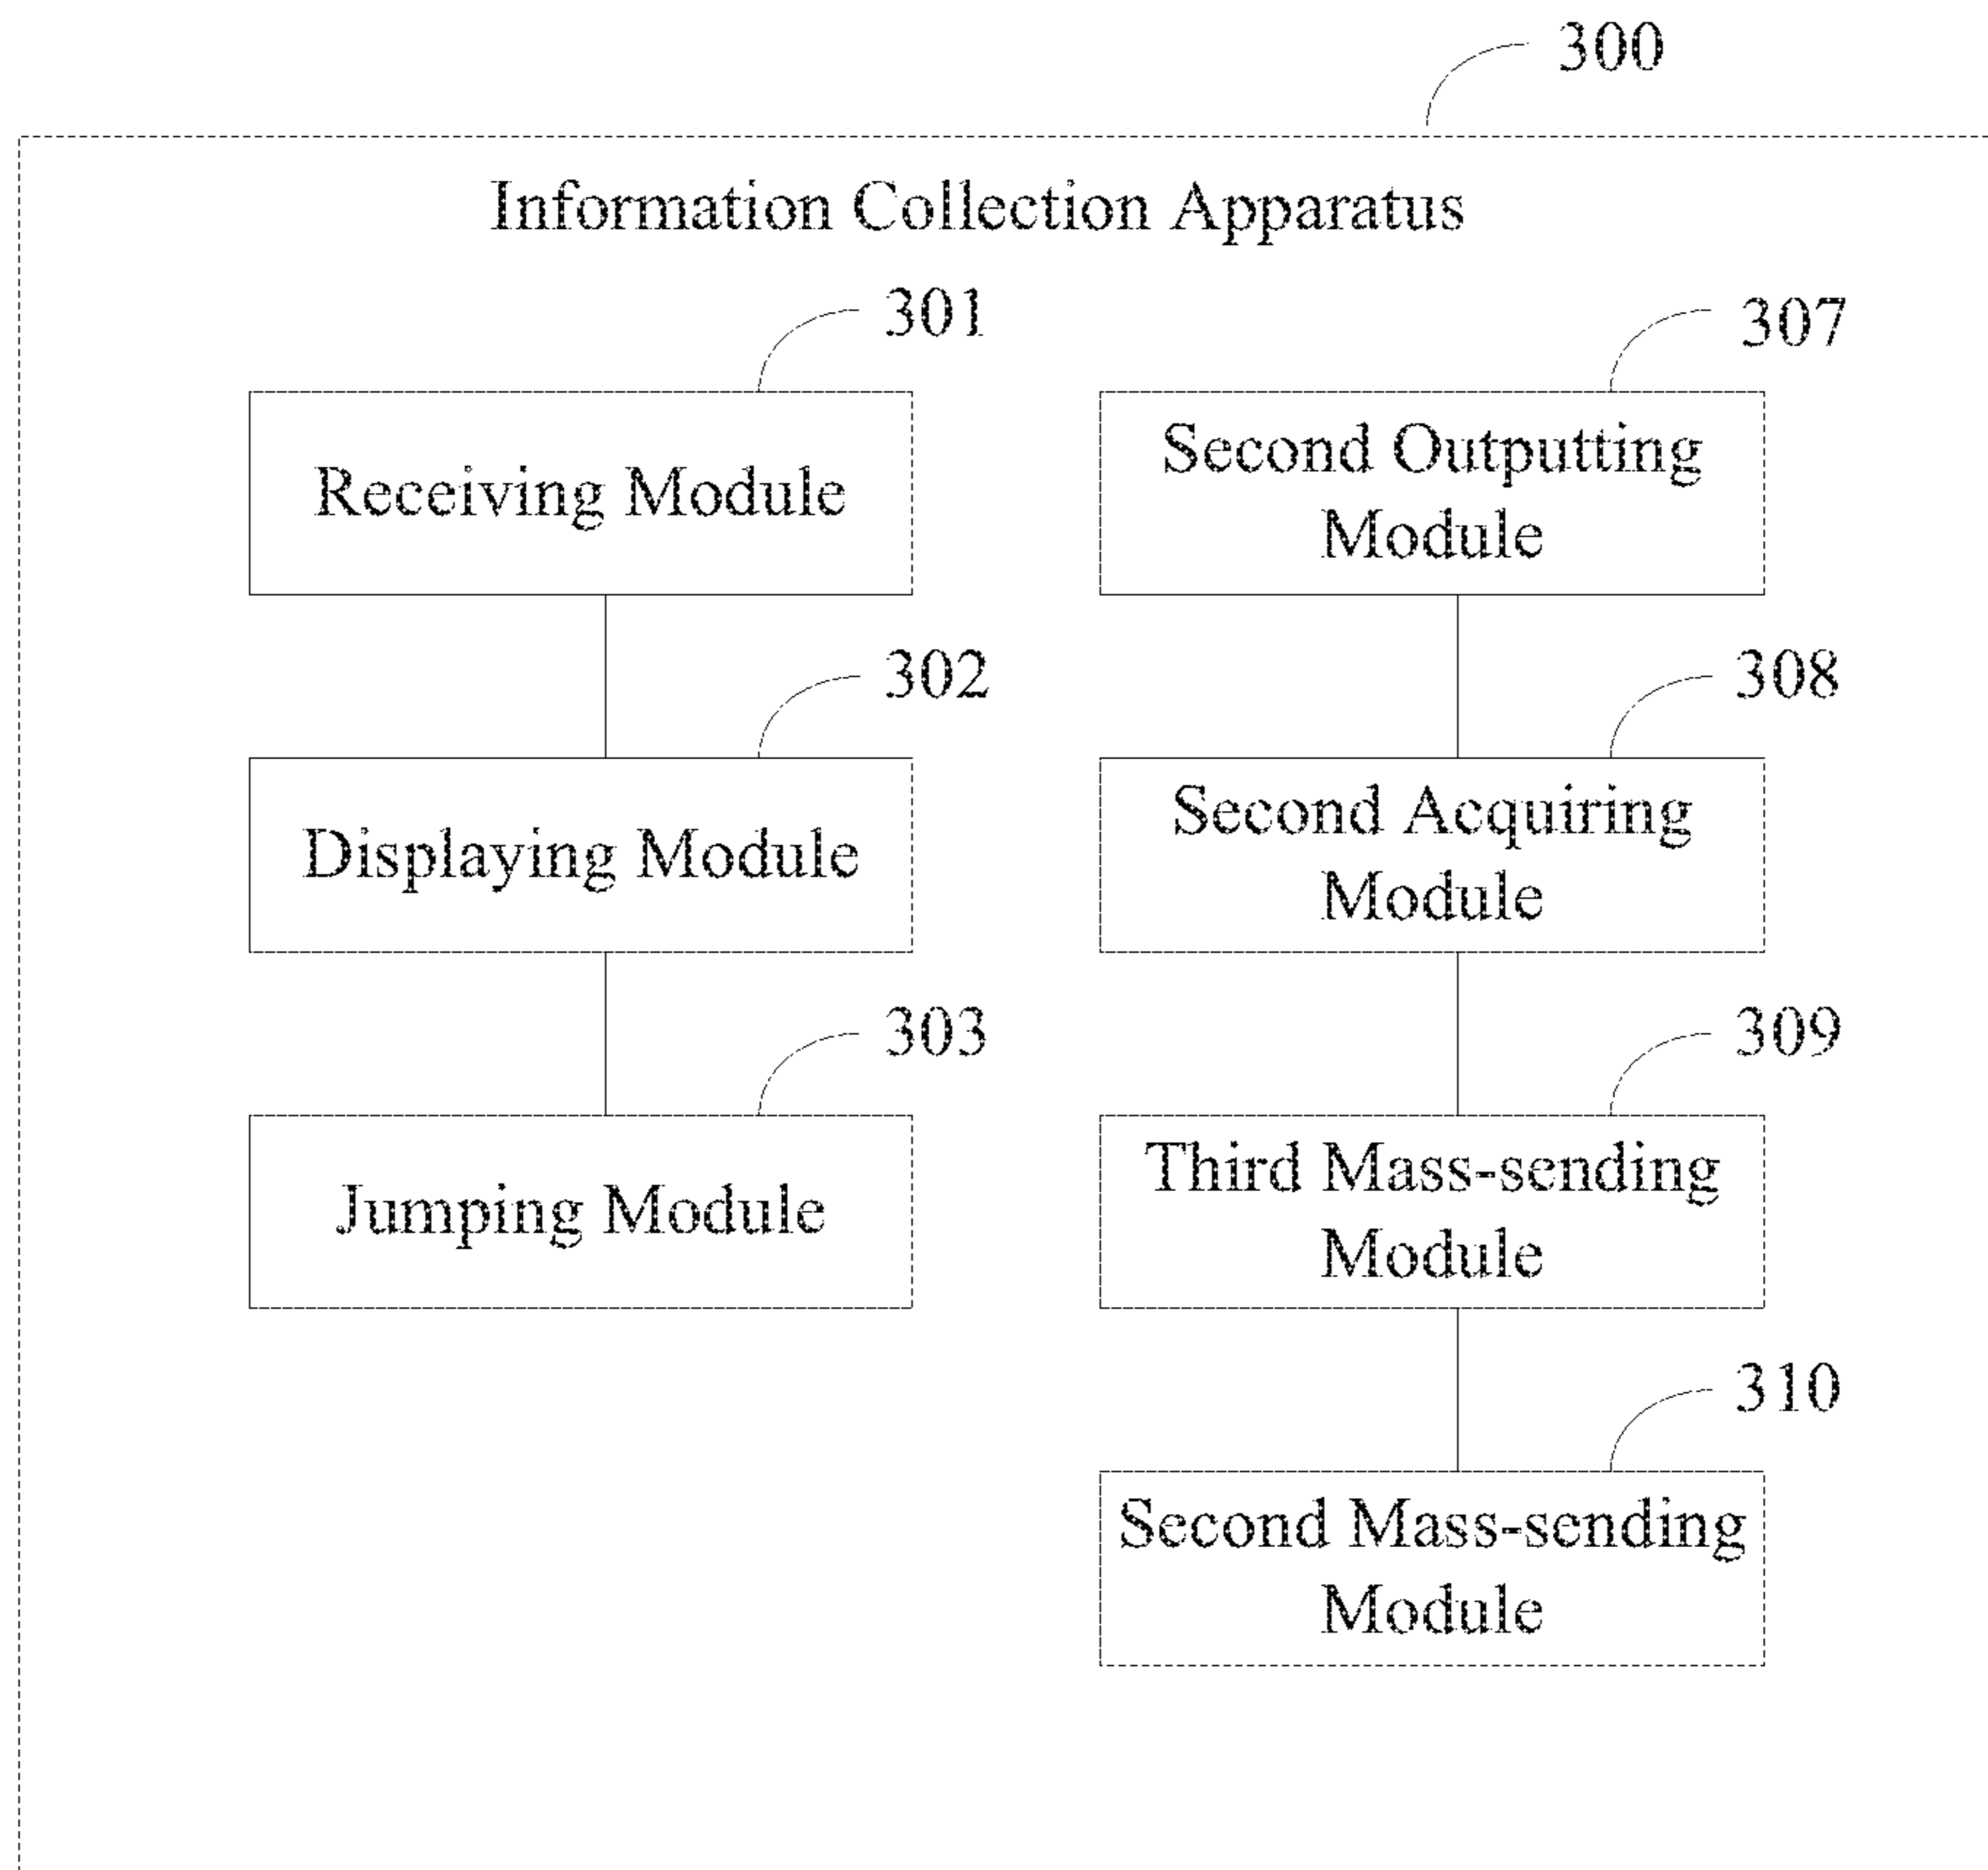 300
Information Collection Apparatus
301
Receiving Module
302
Displaying Module
303
Jumping Module
307
Second Outputting
Module
308
Second Acquiring
Module
309
Third Mass-sending
Module
310
Second Mass-sending
Module